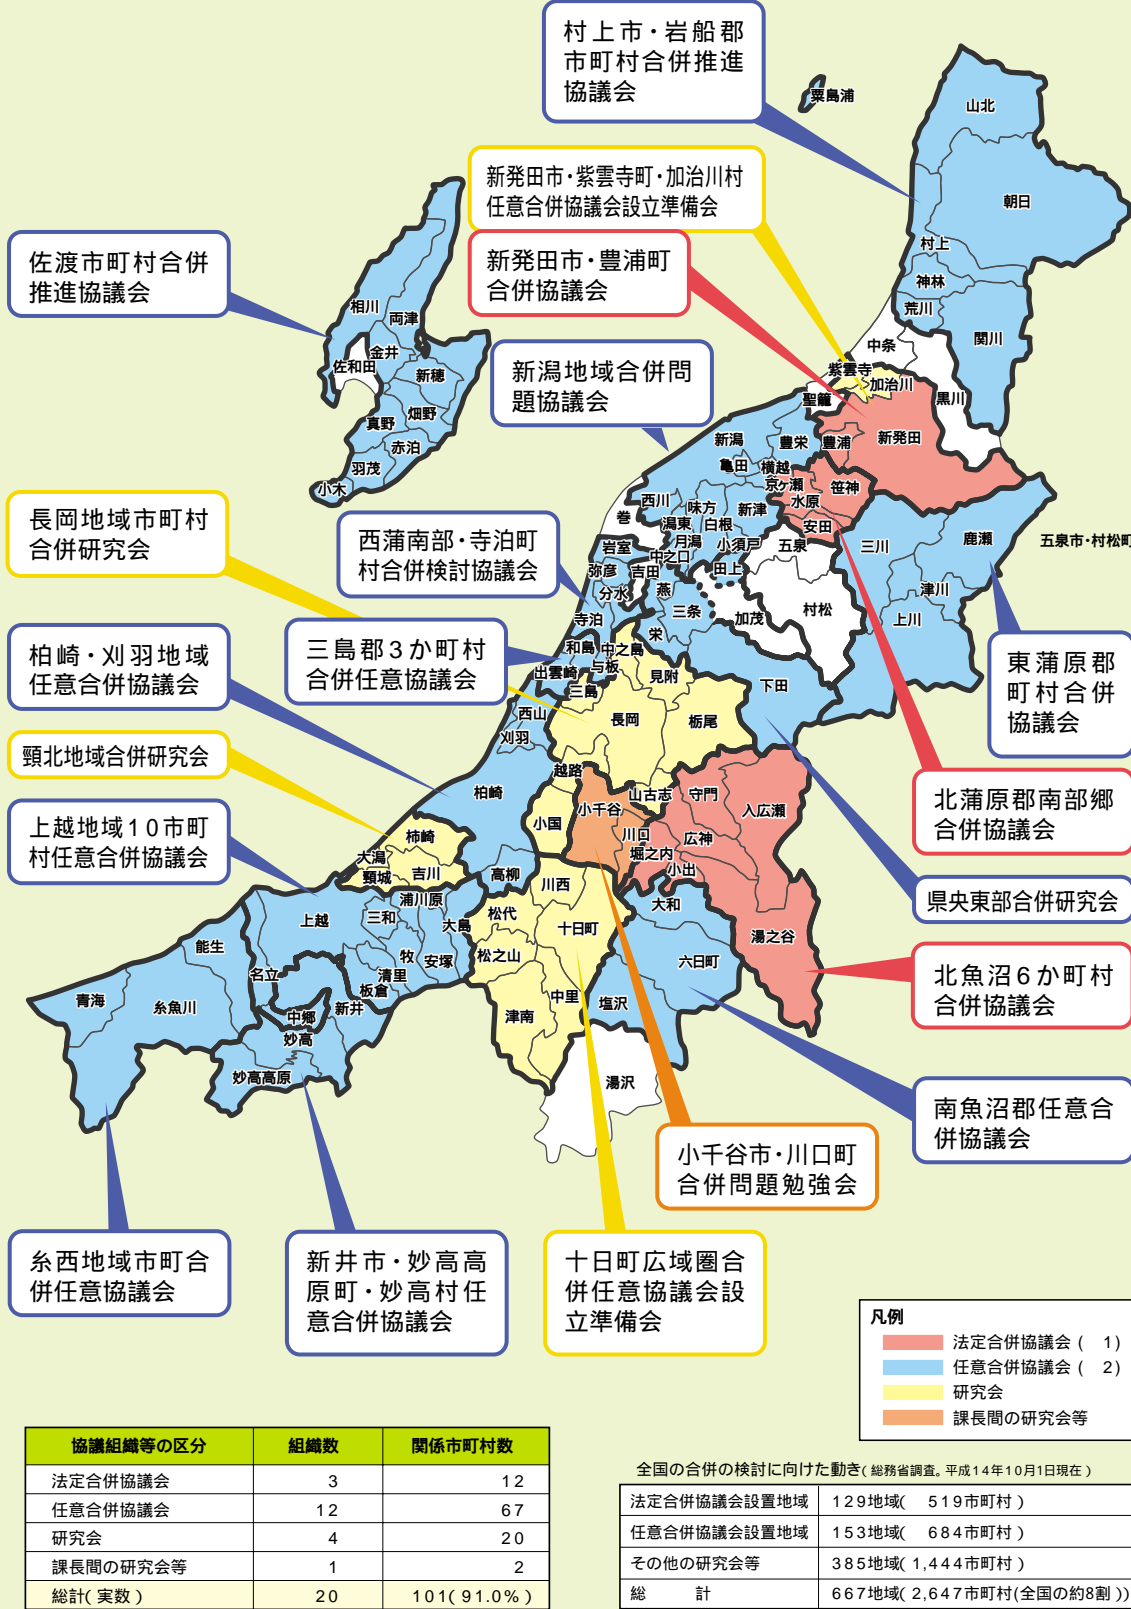 村上市・岩船郡
市町村合併推進
協議会
粟島浦
山北
朝日
村上
神林
荒川
関川
新発田市・紫雲寺町・加治川村
任意合併協議会設立準備会
新発田市・豊浦町
合併協議会
佐渡市町村合併
推進協議会
相川
両津
金井
佐和田
新穂
畑野
真野
赤泊
羽茂
小木
中条
紫雲寺
加治川
黒川
聖籠
新潟地域合併問
題協議会
新潟
豊栄
豊浦
新発田
亀田
横越
京ヶ瀬
水原
笹神
安田
西川
味方
新津
潟東
白根
巻
月潟
小須戸
五泉
中之口
岩室
弥彦
吉田
田上
分水
燕
三条
加茂
村松
寺泊
栄
三川
鹿瀬
津川
上川
五泉市・村松町
長岡地域市町村
合併研究会
西蒲南部・寺泊町
村合併検討協議会
柏崎・刈羽地域
任意合併協議会
三島郡3か町村
合併任意協議会
和島
中之島
与板
出雲崎
三島
見附
下田
東蒲原郡
町村合併
協議会
西山
刈羽
長岡
栃尾
頸北地域合併研究会
越路
柏崎
小千谷
山古志
守門
入広瀬
北蒲原郡南部郷
合併協議会
上越地域10市町
村任意合併協議会
柿崎
小国
川口
広神
大潟
堀之内
頸城
吉川
高柳
小出
川西
県央東部合併研究会
上越
浦川原
三和
大島
松代
十日町
大和
湯之谷
能生
牧
安塚
松之山
六日町
北魚沼6か町村
合併協議会
名立
清里
板倉
青海
糸魚川
新井
中里
塩沢
中郷
津南
妙高
妙高高原
湯沢
南魚沼郡任意合
併協議会
小千谷市・川口町
合併問題勉強会
糸西地域市町合
併任意協議会
新井市・妙高高
原町・妙高村任
意合併協議会
十日町広域圏合
併任意協議会設
立準備会
凡例
法定合併協議会( 1)
任意合併協議会( 2)
研究会
課長間の研究会等
協議組織等の区分 組織数 関係市町村数
法定合併協議会 3 12
任意合併協議会 12 67
研究会 4 20
課長間の研究会等 1 2
総計(実数) 20 101(91.0%)
全国の合併の検討に向けた動き(総務省調査。平成14年10月1日現在)
法定合併協議会設置地域 129地域( 519市町村)
任意合併協議会設置地域 153地域( 684市町村)
その他の研究会等 385地域(1,444市町村)
総 計 667地域(2,647市町村(全国の約8割))